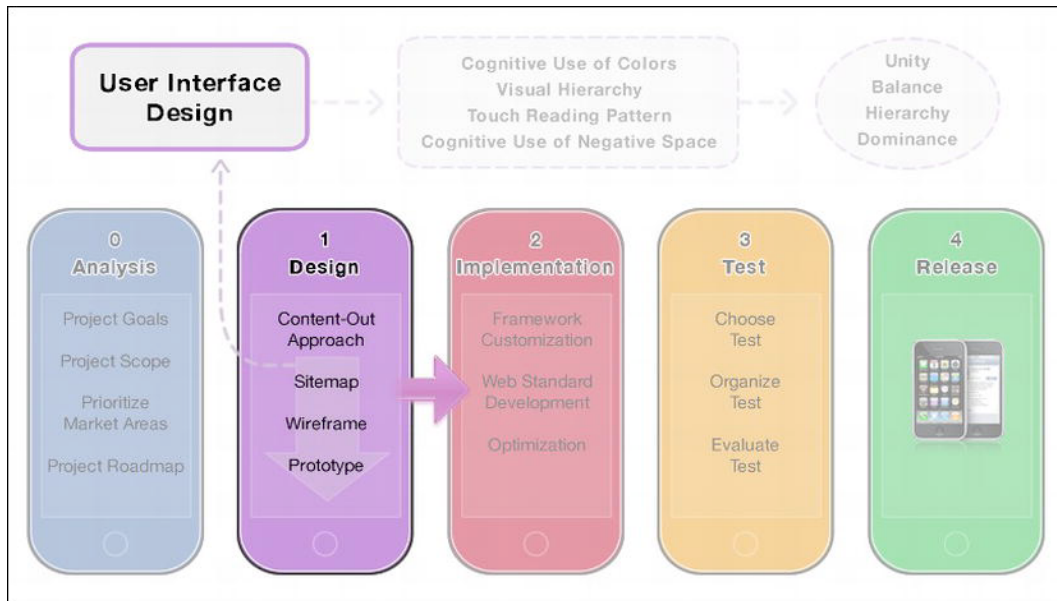 User Interface
Design
Cognitive Use of Colors
Visual Hierarchy
Touch Reading Pattern
Cognitive Use of Negative Space
Unity
Balance
Hierarchy
Dominance
0
Analysis
Project Goals
Project Scope
Prioritize
Market Areas
Project Roadmap
1
Design
Content-Out
Approach
Sitemap
Wireframe
Prototype
2
Implementation
Framework
Customization
Web Standard
Development
Optimization
3
Test
Choose
Test
Organize
Test
Evaluate
Test
4
Release